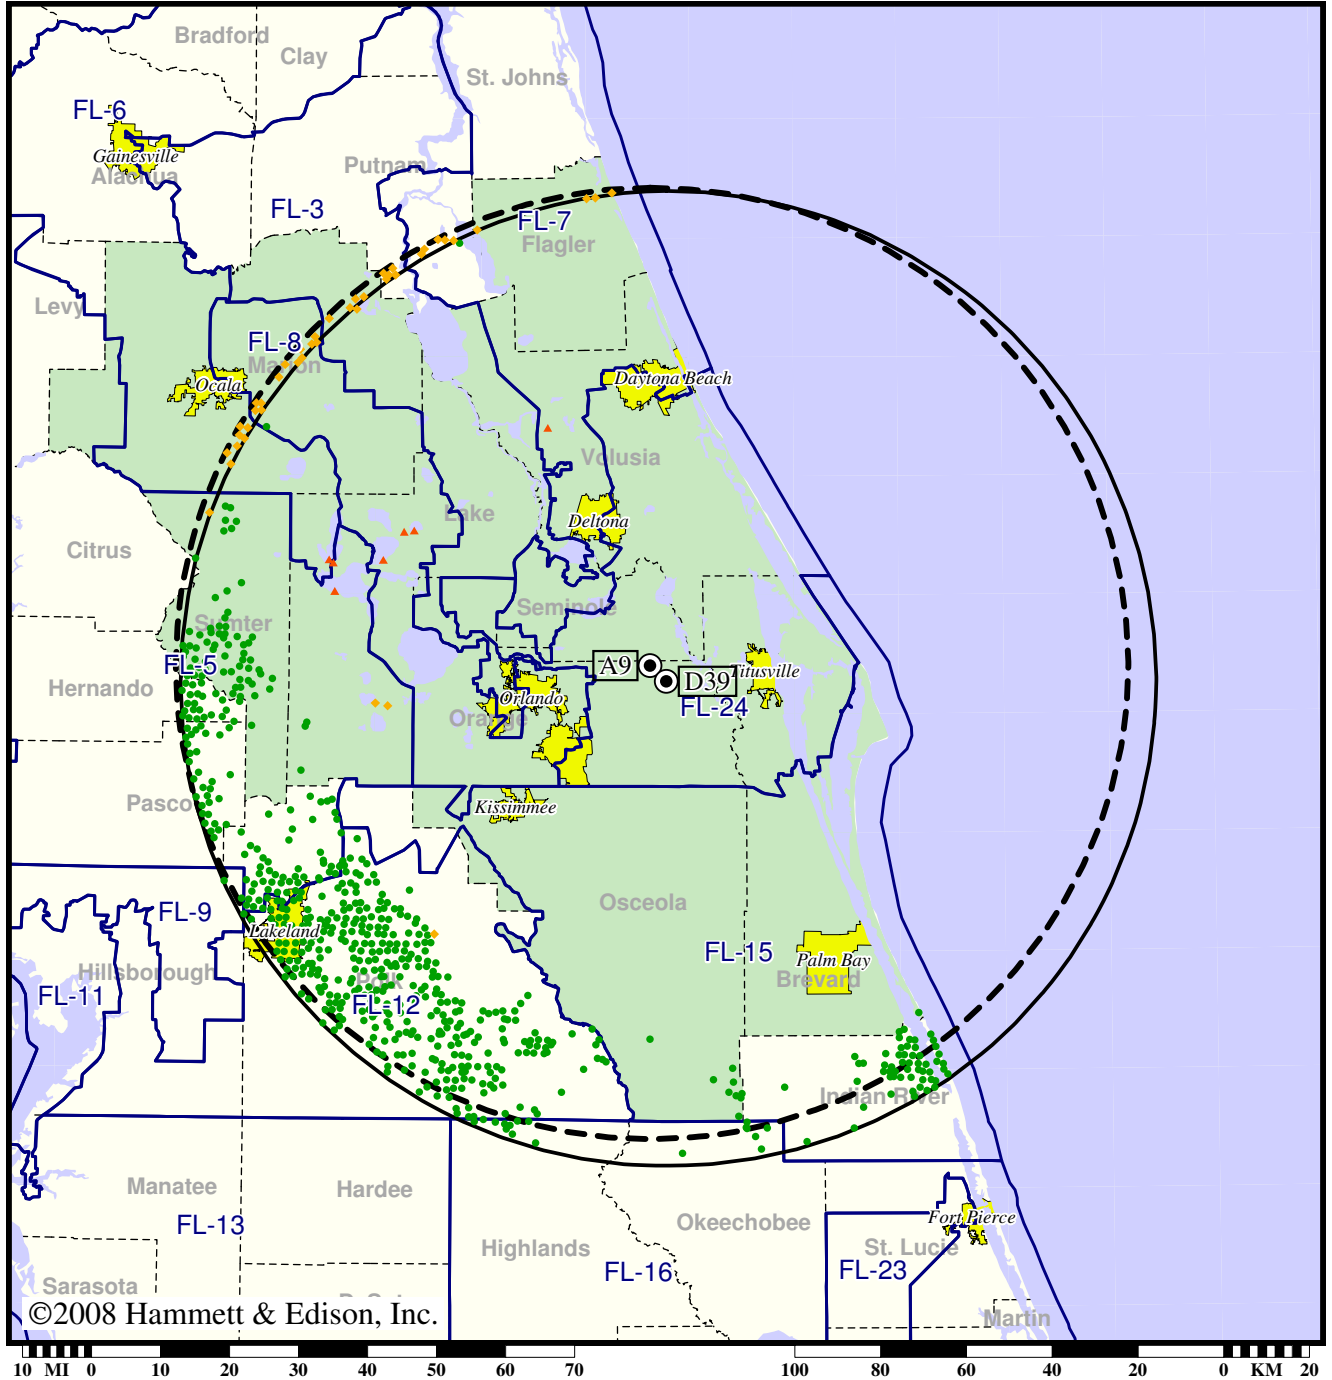 Bradford
Clay
St. Johns
FL-6
Gainesville
Alachua
Putnam
FL-3
FL-7
Flagler
Levy
FL-8
Marion
Ocala
Daytona Beach
Volusia
Lake
Deltona
Citrus
Seminole
Sumter
FL-5
A9
D39
Titusville
FL-24
Hernando
Orlando
Orange
Pasco
Kissimmee
Osceola
FL-9
Lakeland
FL-15
Palm Bay
Hillsborough
Polk
Brevard
FL-11
FL-12
Indian River
Manatee
Hardee
FL-13
Okeechobee
Fort Pierce
Highlands
St. Lucie
FL-16
FL-23
Sarasota
Martin
©2008 Hammett & Edison, Inc.
10 MI 0 10 20 30 40 50 60 70 100 80 60 40 20 0 KM 20